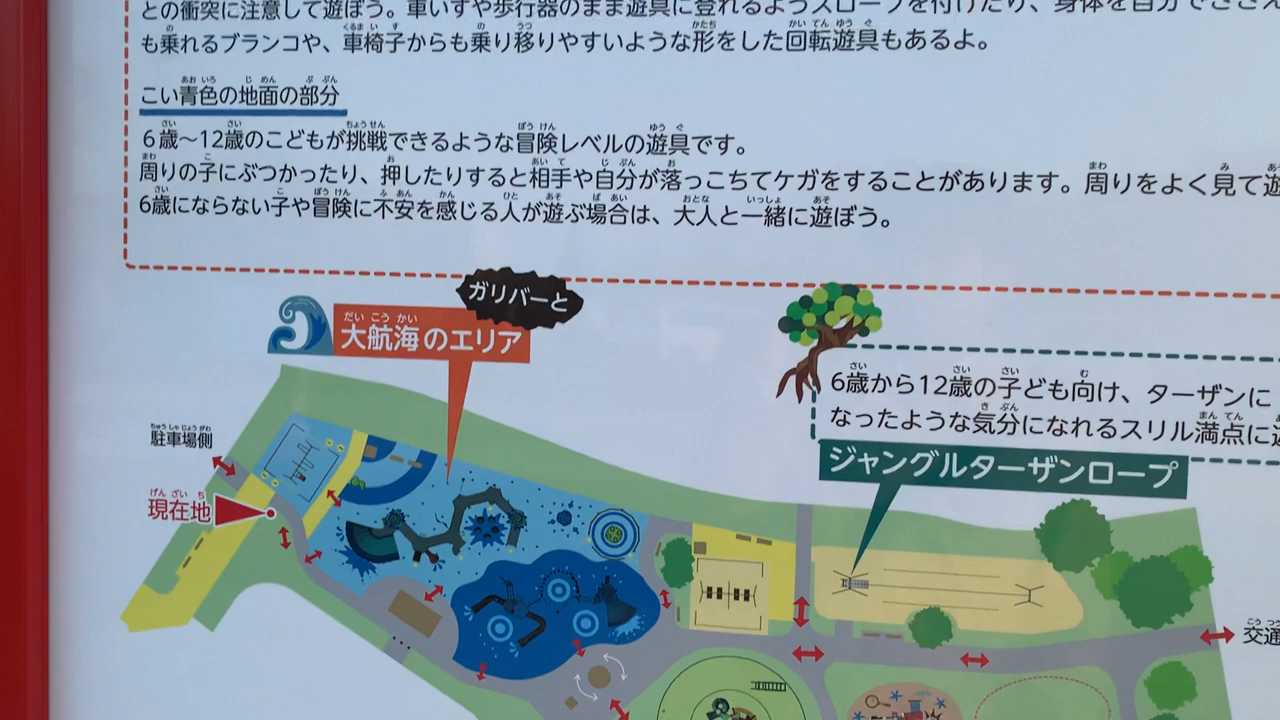 との衝突に注意して遊ぼう。車いすや歩行器のまま遊具に登れるようスロープを付けたり、身体を自分でささえ
も乗れるブランコや、車椅子からも乗り移りやすいような形をした回転遊具もあるよ。
こい青色の地面の部分
6歳～12歳のこどもが挑戦できるような冒険レベルの遊具です。
周りの子にぶつかったり、押したりすると相手や自分が落っこちてケガをすることがあります。周りをよく見て遊
6歳にならない子や冒険に不安を感じる人が遊ぶ場合は、大人と一緒に遊ぼう。
ガリバーと
大航海のエリア
6歳から12歳の子ども向け、ターザンに
なったような気分になれるスリル満点に
ジャングルターザンロープ
駐車場側
現在地
交通